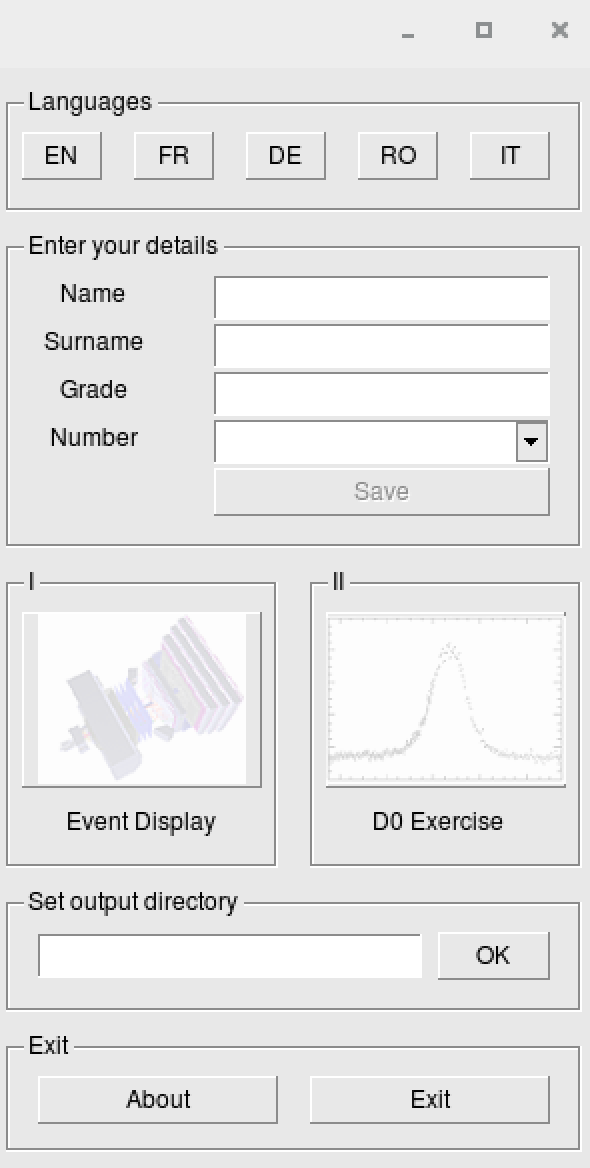 Languages
EN FR DE RO IT
Enter your details
Name
Surname
Grade
Number
Save
I II
Event Display D0 Exercise
Set output directory
OK
Exit
About Exit